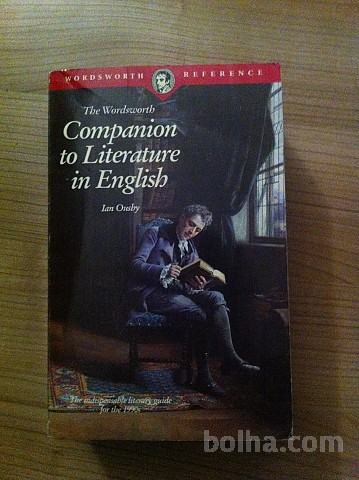 WORDSWORTH REFERENCE
The Wordsworth
Companion
to Literature
in English
Ian Ousby
The indispensable literary guide
for the 1990s
bolha.com